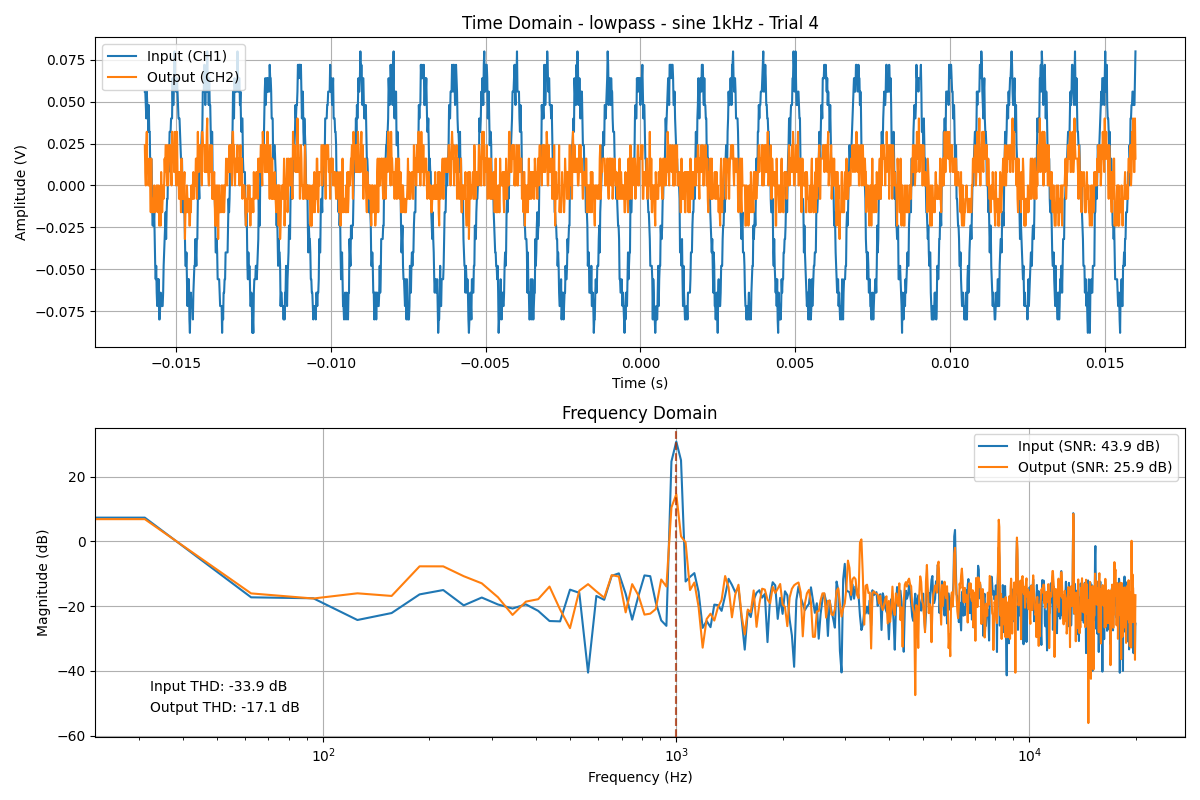 Time Domain - lowpass - sine 1kHz - Trial 4
Input (CH1)
Output (CH2)
Amplitude (V)
0.075
0.050
0.025
0.000
−0.025
−0.050
−0.075
−0.015
−0.010
−0.005
0.000
0.005
0.010
0.015
Time (s)
Frequency Domain
Input (SNR: 43.9 dB)
Output (SNR: 25.9 dB)
Magnitude (dB)
20
0
−20
−40
−60
Input THD: -33.9 dB
Output THD: -17.1 dB
10²
10³
10⁴
Frequency (Hz)